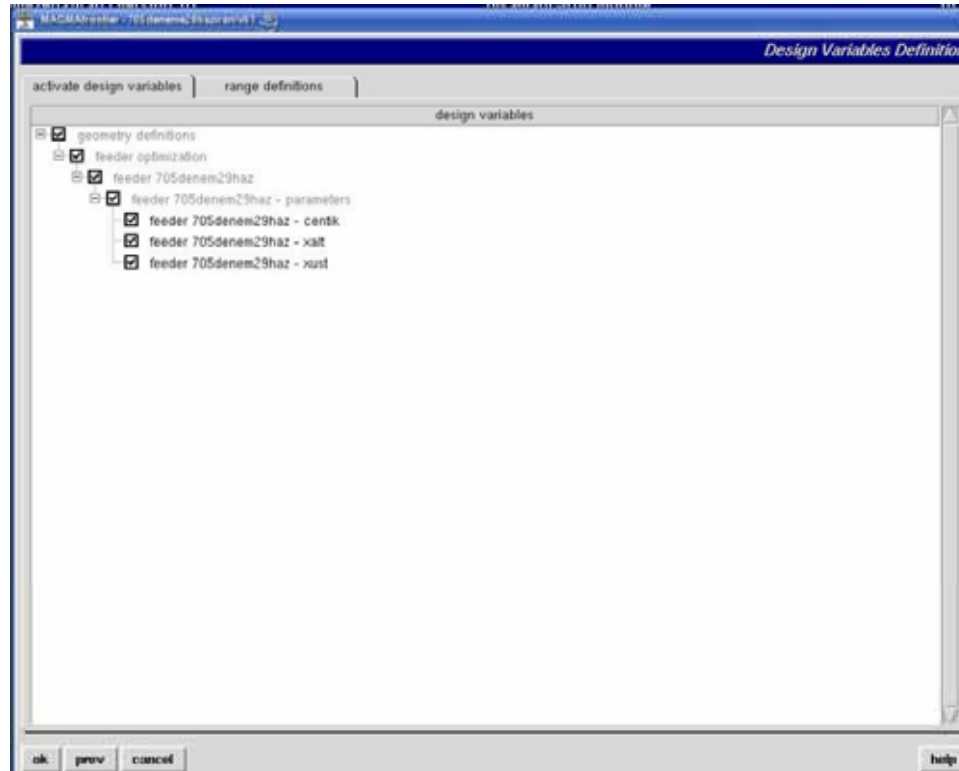 Design Variables Definitio
activate design variables
range definitions
design variables
geometry definitions
feeder optimization
feeder 705denem29haz
feeder 705denem29haz - parameters
feeder 705denem29haz - centik
feeder 705denem29haz - xalt
feeder 705denem29haz - xust
ok
prev
cancel
help